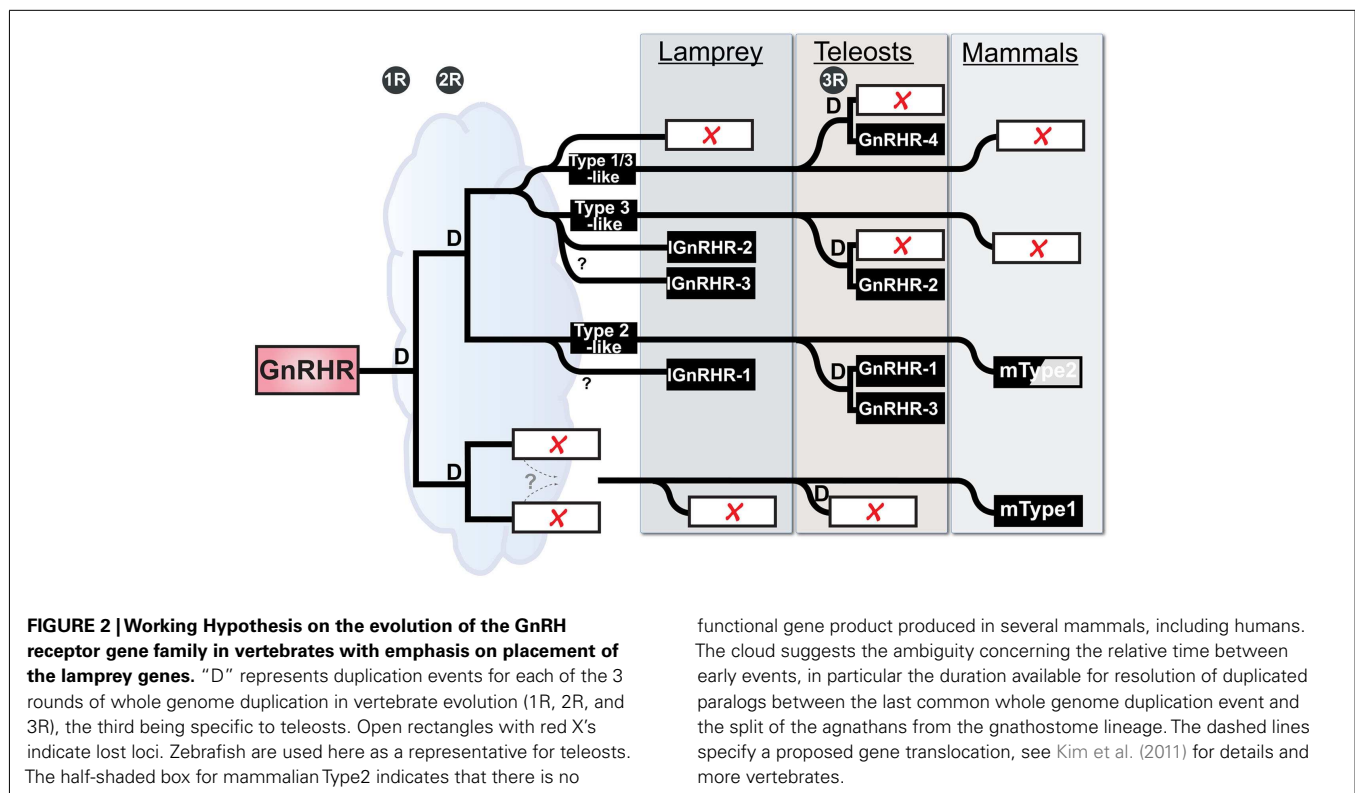 Lamprey
Teleosts
Mammals
1R
2R
3R
D
X
X
GnRHR-4
X
Type 1/3
-like
D
Type 3
-like
X
D
GnRHR-2
X
lGnRHR-2
?
lGnRHR-3
GnRHR
D
Type 2
-like
?
lGnRHR-1
D
GnRHR-1
GnRHR-3
mType2
X
D
?
X
X
D
X
mType1
FIGURE 2 | Working Hypothesis on the evolution of the GnRH
receptor gene family in vertebrates with emphasis on placement of
the lamprey genes. “D” represents duplication events for each of the 3
rounds of whole genome duplication in vertebrate evolution (1R, 2R, and
3R), the third being specific to teleosts. Open rectangles with red X’s
indicate lost loci. Zebrafish are used here as a representative for teleosts.
The half-shaded box for mammalian Type2 indicates that there is no
functional gene product produced in several mammals, including humans.
The cloud suggests the ambiguity concerning the relative time between
early events, in particular the duration available for resolution of duplicated
paralogs between the last common whole genome duplication event and
the split of the agnathans from the gnathostome lineage. The dashed lines
specify a proposed gene translocation, see Kim et al. (2011) for details and
more vertebrates.